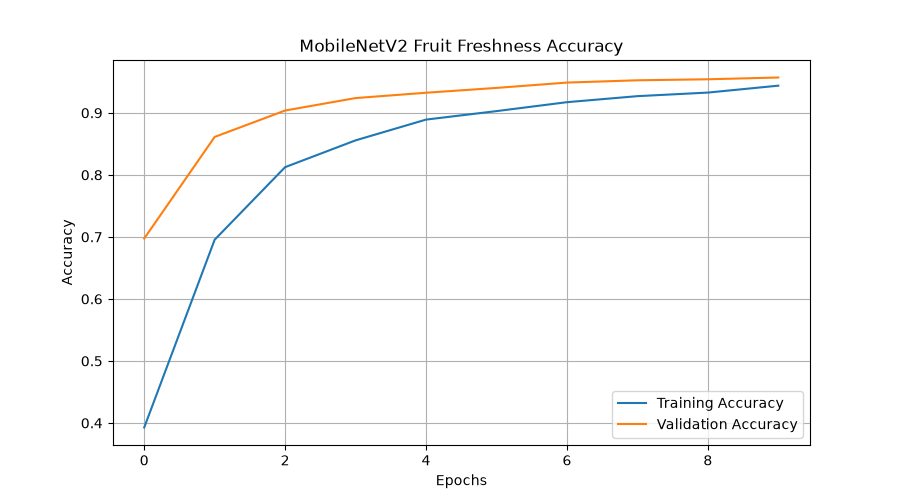 MobileNetV2 Fruit Freshness Accuracy
Accuracy
0.9
0.8
0.7
0.6
0.5
0.4
0 2 4 6 8
Epochs
Training Accuracy
Validation Accuracy